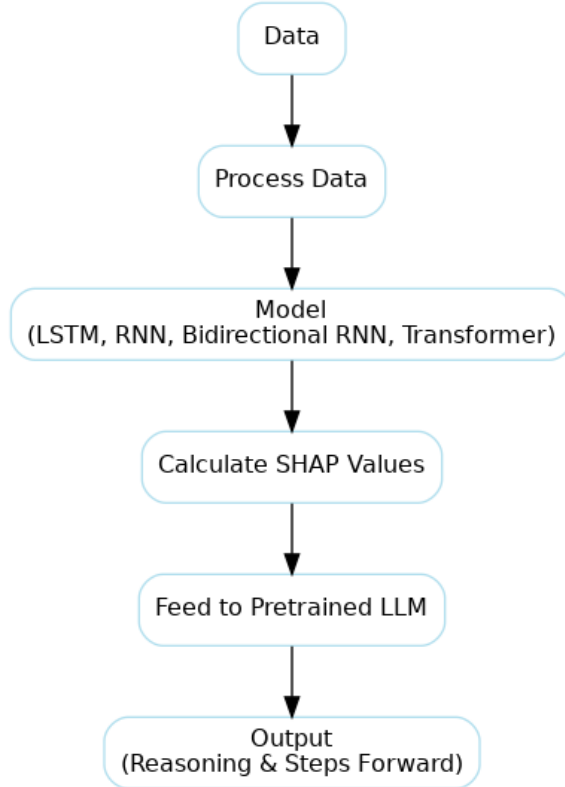 Data
Process Data
Model
(LSTM, RNN, Bidirectional RNN, Transformer)
Calculate SHAP Values
Feed to Pretrained LLM
Output
(Reasoning & Steps Forward)